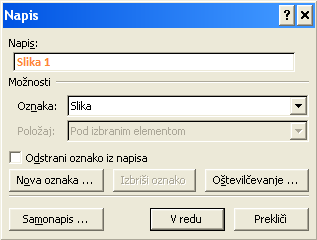 Napis
Napis:
Slika 1
Možnosti
Oznaka: Slika
Položaj: Pod izbranim elementom
Odstrani oznako iz napisa
Nova oznaka ... Izbriši oznako Oštevilčevanje ...
Samonapis ... V redu Prekliči